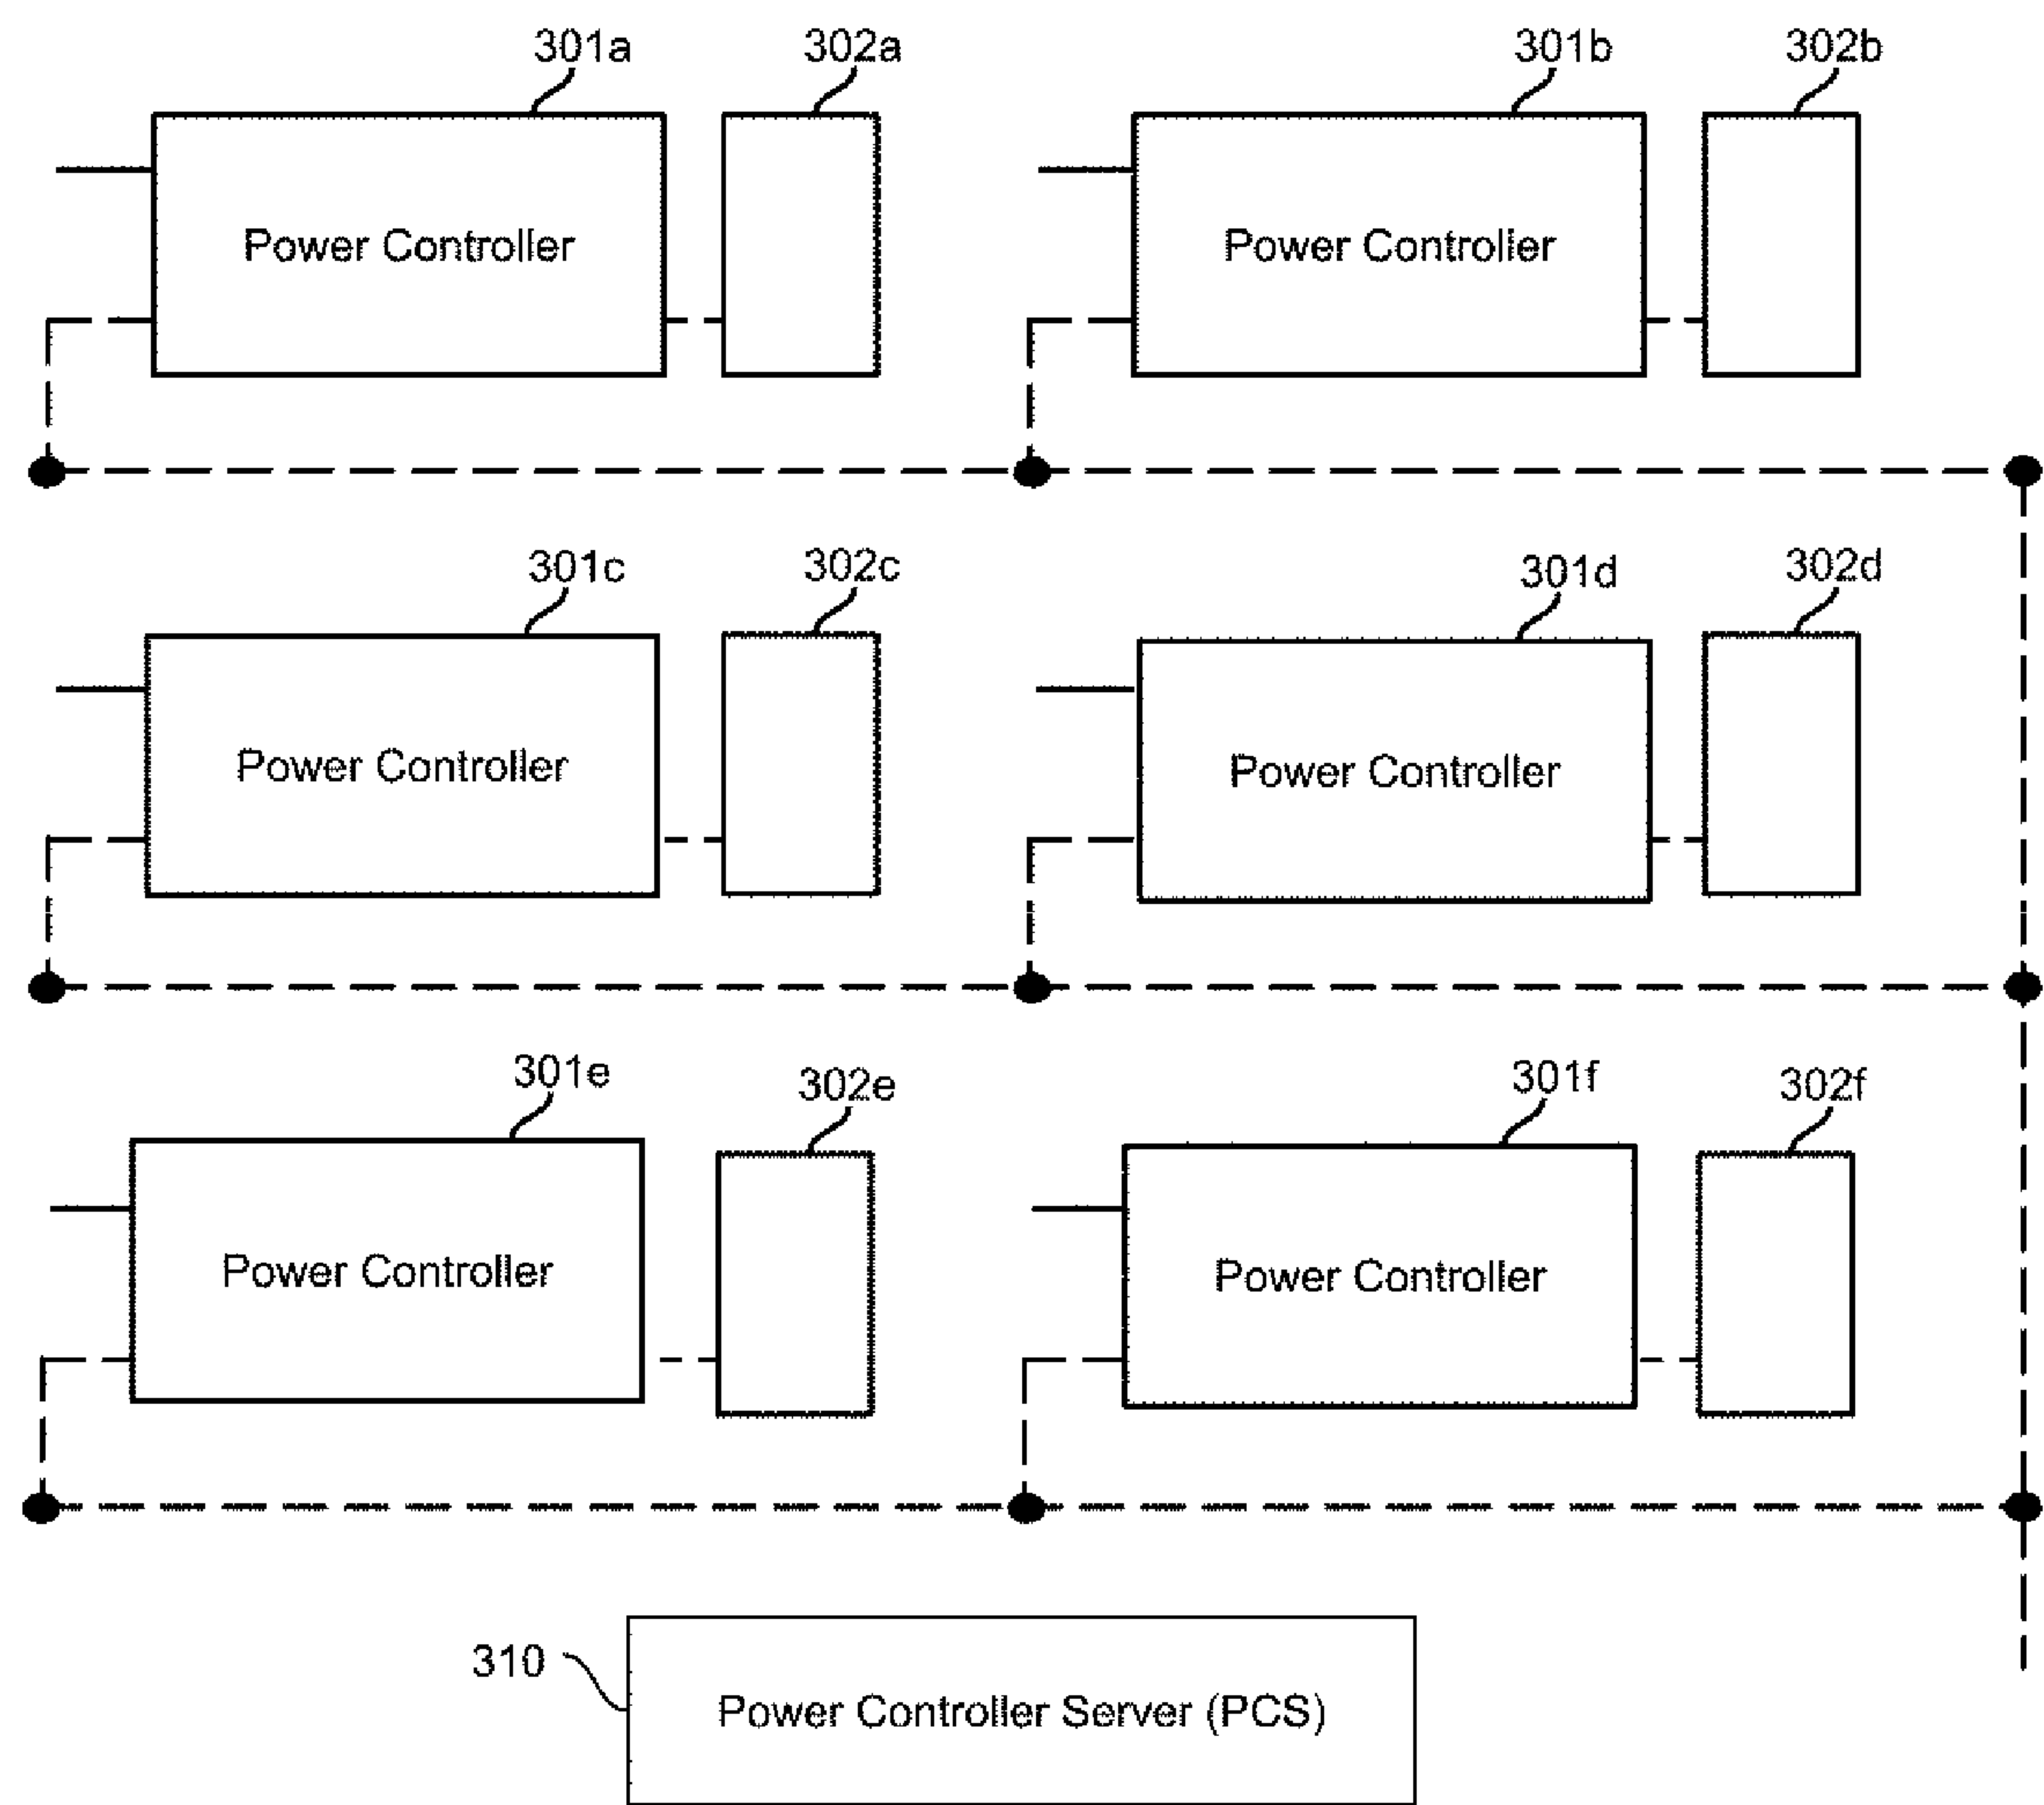 301a 302a 301b 302b
Power Controller Power Controller
301c 302c 301d 302d
Power Controller Power Controller
301e 302e 301f 302f
Power Controller Power Controller
310
Power Controller Server (PCS)